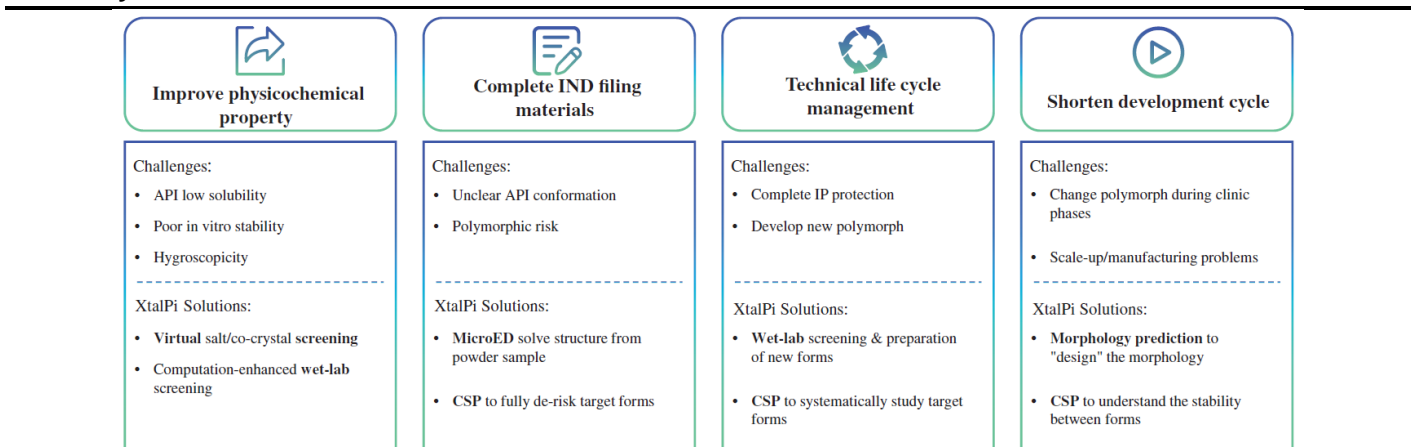 Improve physicochemical
property
Challenges:
• API low solubility
• Poor in vitro stability
• Hygroscopicity
XtalPi Solutions:
• Virtual salt/co-crystal screening
• Computation-enhanced wet-lab
screening
Complete IND filing
materials
Challenges:
• Unclear API conformation
• Polymorphic risk
XtalPi Solutions:
• MicroED solve structure from
powder sample
• CSP to fully de-risk target forms
Technical life cycle
management
Challenges:
• Complete IP protection
• Develop new polymorph
XtalPi Solutions:
• Wet-lab screening & preparation
of new forms
• CSP to systematically study target
forms
Shorten development cycle
Challenges:
• Change polymorph during clinic
phases
• Scale-up/manufacturing problems
XtalPi Solutions:
• Morphology prediction to
"design" the morphology
• CSP to understand the stability
between forms